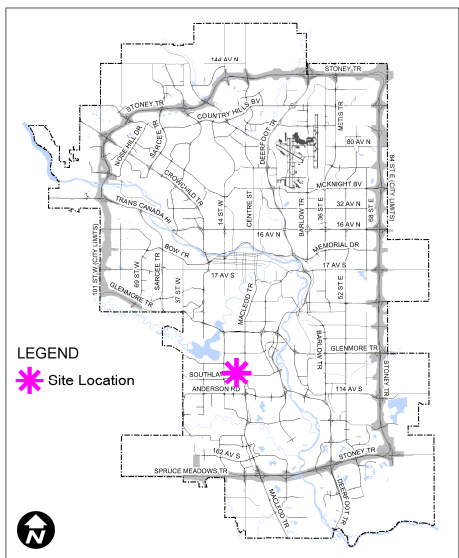 144 AV N
STONEY TR
STONEY TR
COUNTRY HILLS BV
METIS TR
NOSE HILL DR
SARCEE TR
DEERFOOT TR
80 AV N
CROWCHILD TR
MCKNIGHT BV
84 ST E (CITY LIMITS)
TRANS CANADA HI
14 ST W
CENTRE ST
BARLOW TR
36 ST E
32 AV N
68 ST E
16 AV N
16 AV N
101 ST W (CITY LIMITS)
BOW TR
MEMORIAL DR
17 AV S
17 AV S
69 ST W
SARCEE TR
37 ST W
52 ST E
GLENMORE TR
MACLEOD TR
BARLOW TR
GLENMORE TR
LEGEND
Site Location
SOUTHLA
ANDERSON RD
114 AV S
STONEY TR
162 AV S
STONEY TR
SPRUCE MEADOWS TR
MACLEOD TR
DEERFOOT TR
N